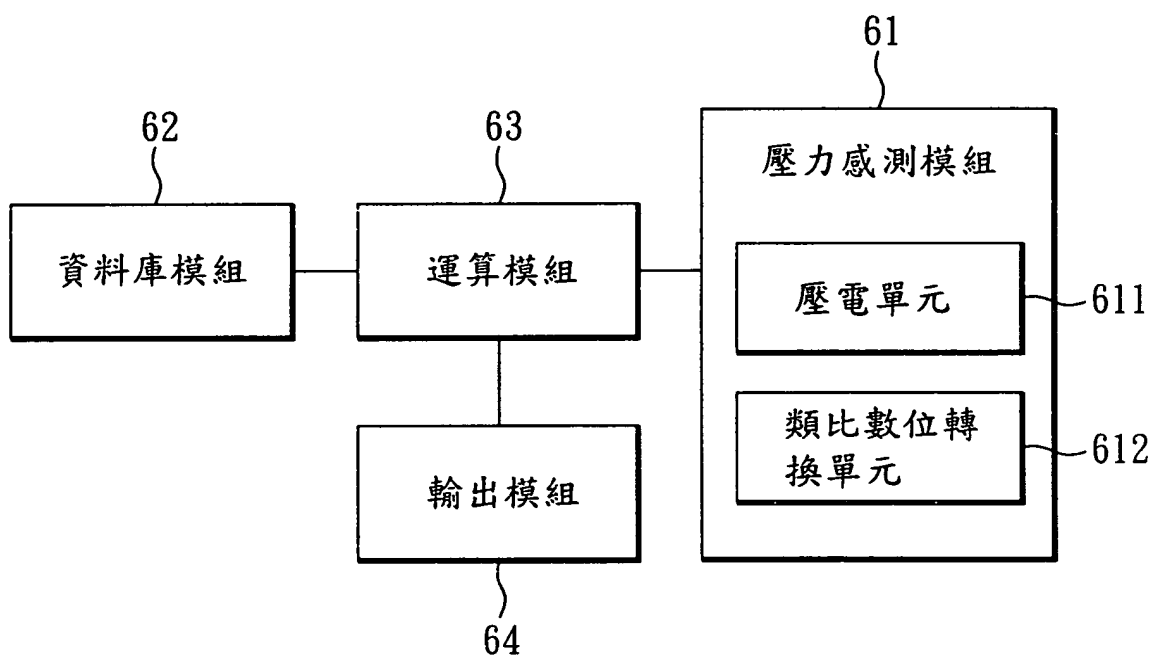 61
62
63
壓力感測模組
資料庫模組
運算模組
壓電單元
611
類比數位轉
換單元
612
輸出模組
64